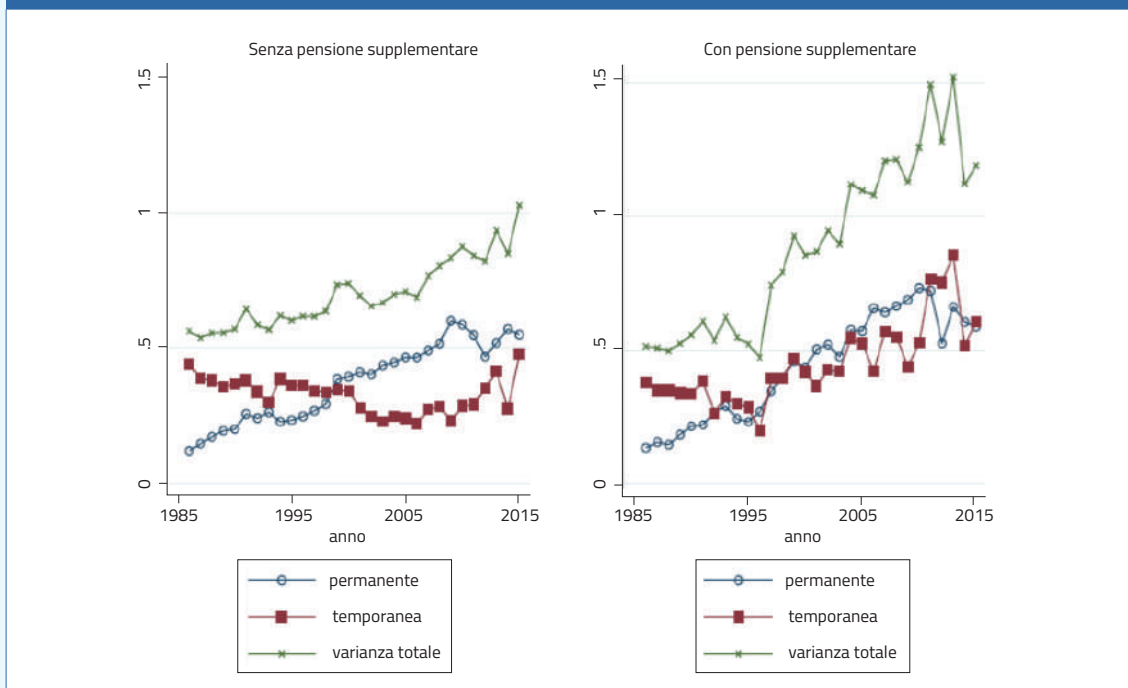 Senza pensione supplementare
1.5
1
.5
0
1985 1995 2005 2015
anno
permanente
temporanea
varianza totale
Con pensione supplementare
1.5
1
.5
0
1985 1995 2005 2015
anno
permanente
temporanea
varianza totale